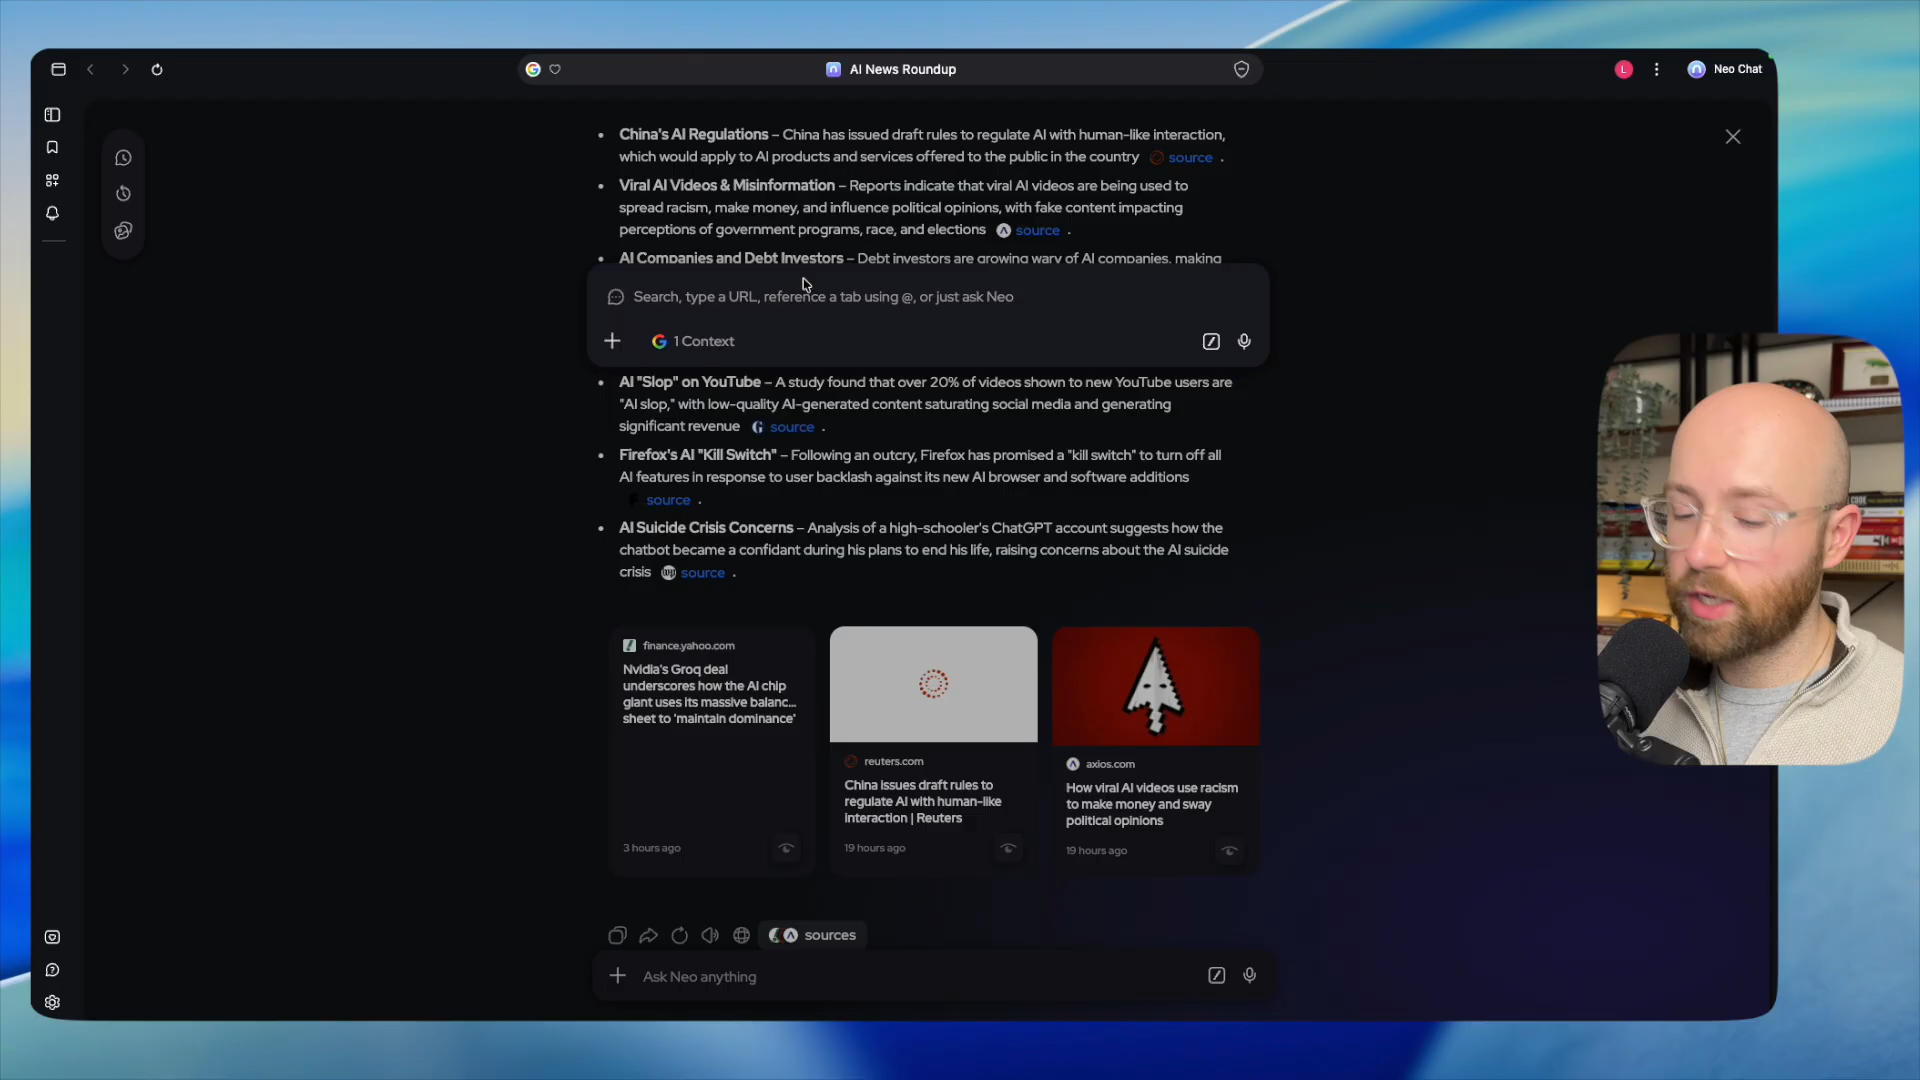 AI News Roundup
L
Neo Chat
China's AI Regulations – China has issued draft rules to regulate AI with human-like interaction,
which would apply to AI products and services offered to the public in the country source .
Viral AI Videos & Misinformation – Reports indicate that viral AI videos are being used to
spread racism, make money, and influence political opinions, with fake content impacting
perceptions of government programs, race, and elections source .
AI Companies and Debt Investors – Debt investors are growing wary of AI companies, making
Search, type a URL, reference a tab using @, or just ask Neo
1 Context
AI "Slop" on YouTube – A study found that over 20% of videos shown to new YouTube users are
"AI slop," with low-quality AI-generated content saturating social media and generating
significant revenue source .
Firefox's AI "Kill Switch" – Following an outcry, Firefox has promised a "kill switch" to turn off all
AI features in response to user backlash against its new AI browser and software additions
source .
AI Suicide Crisis Concerns – Analysis of a high-schooler's ChatGPT account suggests how the
chatbot became a confidant during his plans to end his life, raising concerns about the AI suicide
crisis source .
finance.yahoo.com
Nvidia's Groq deal
underscores how the AI chip
giant uses its massive balanc...
sheet to 'maintain dominance'
3 hours ago
reuters.com
China issues draft rules to
regulate AI with human-like
interaction | Reuters
19 hours ago
axios.com
How viral AI videos use racism
to make money and sway
political opinions
19 hours ago
sources
Ask Neo anything